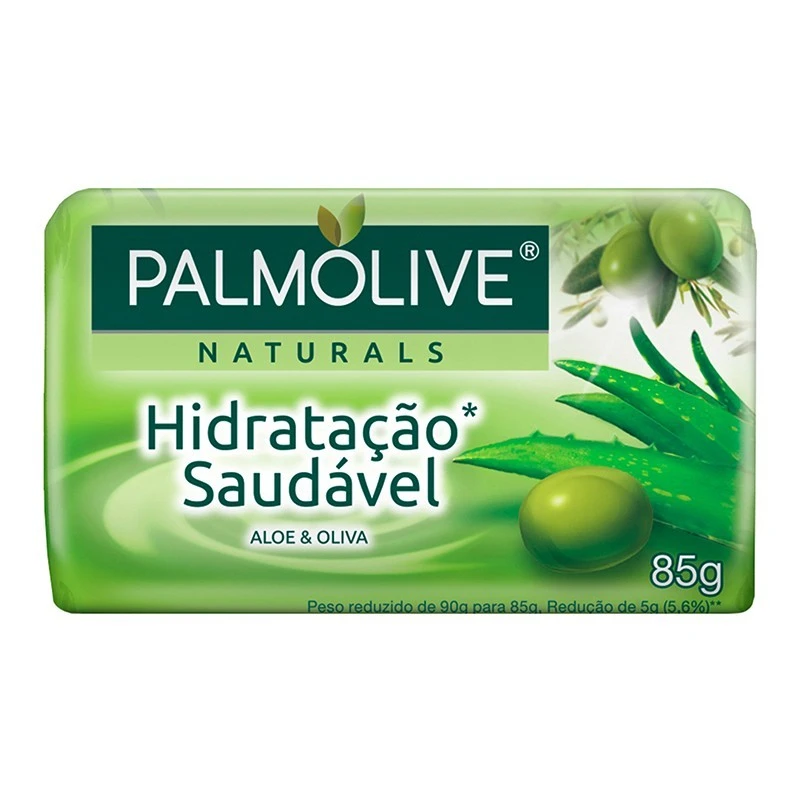 PALMOLIVE®
NATURALS
Hidratação*
Saudável
ALOE & OLIVA
85g
Peso reduzido de 90g para 85g. Redução de 5g (5,6%)**